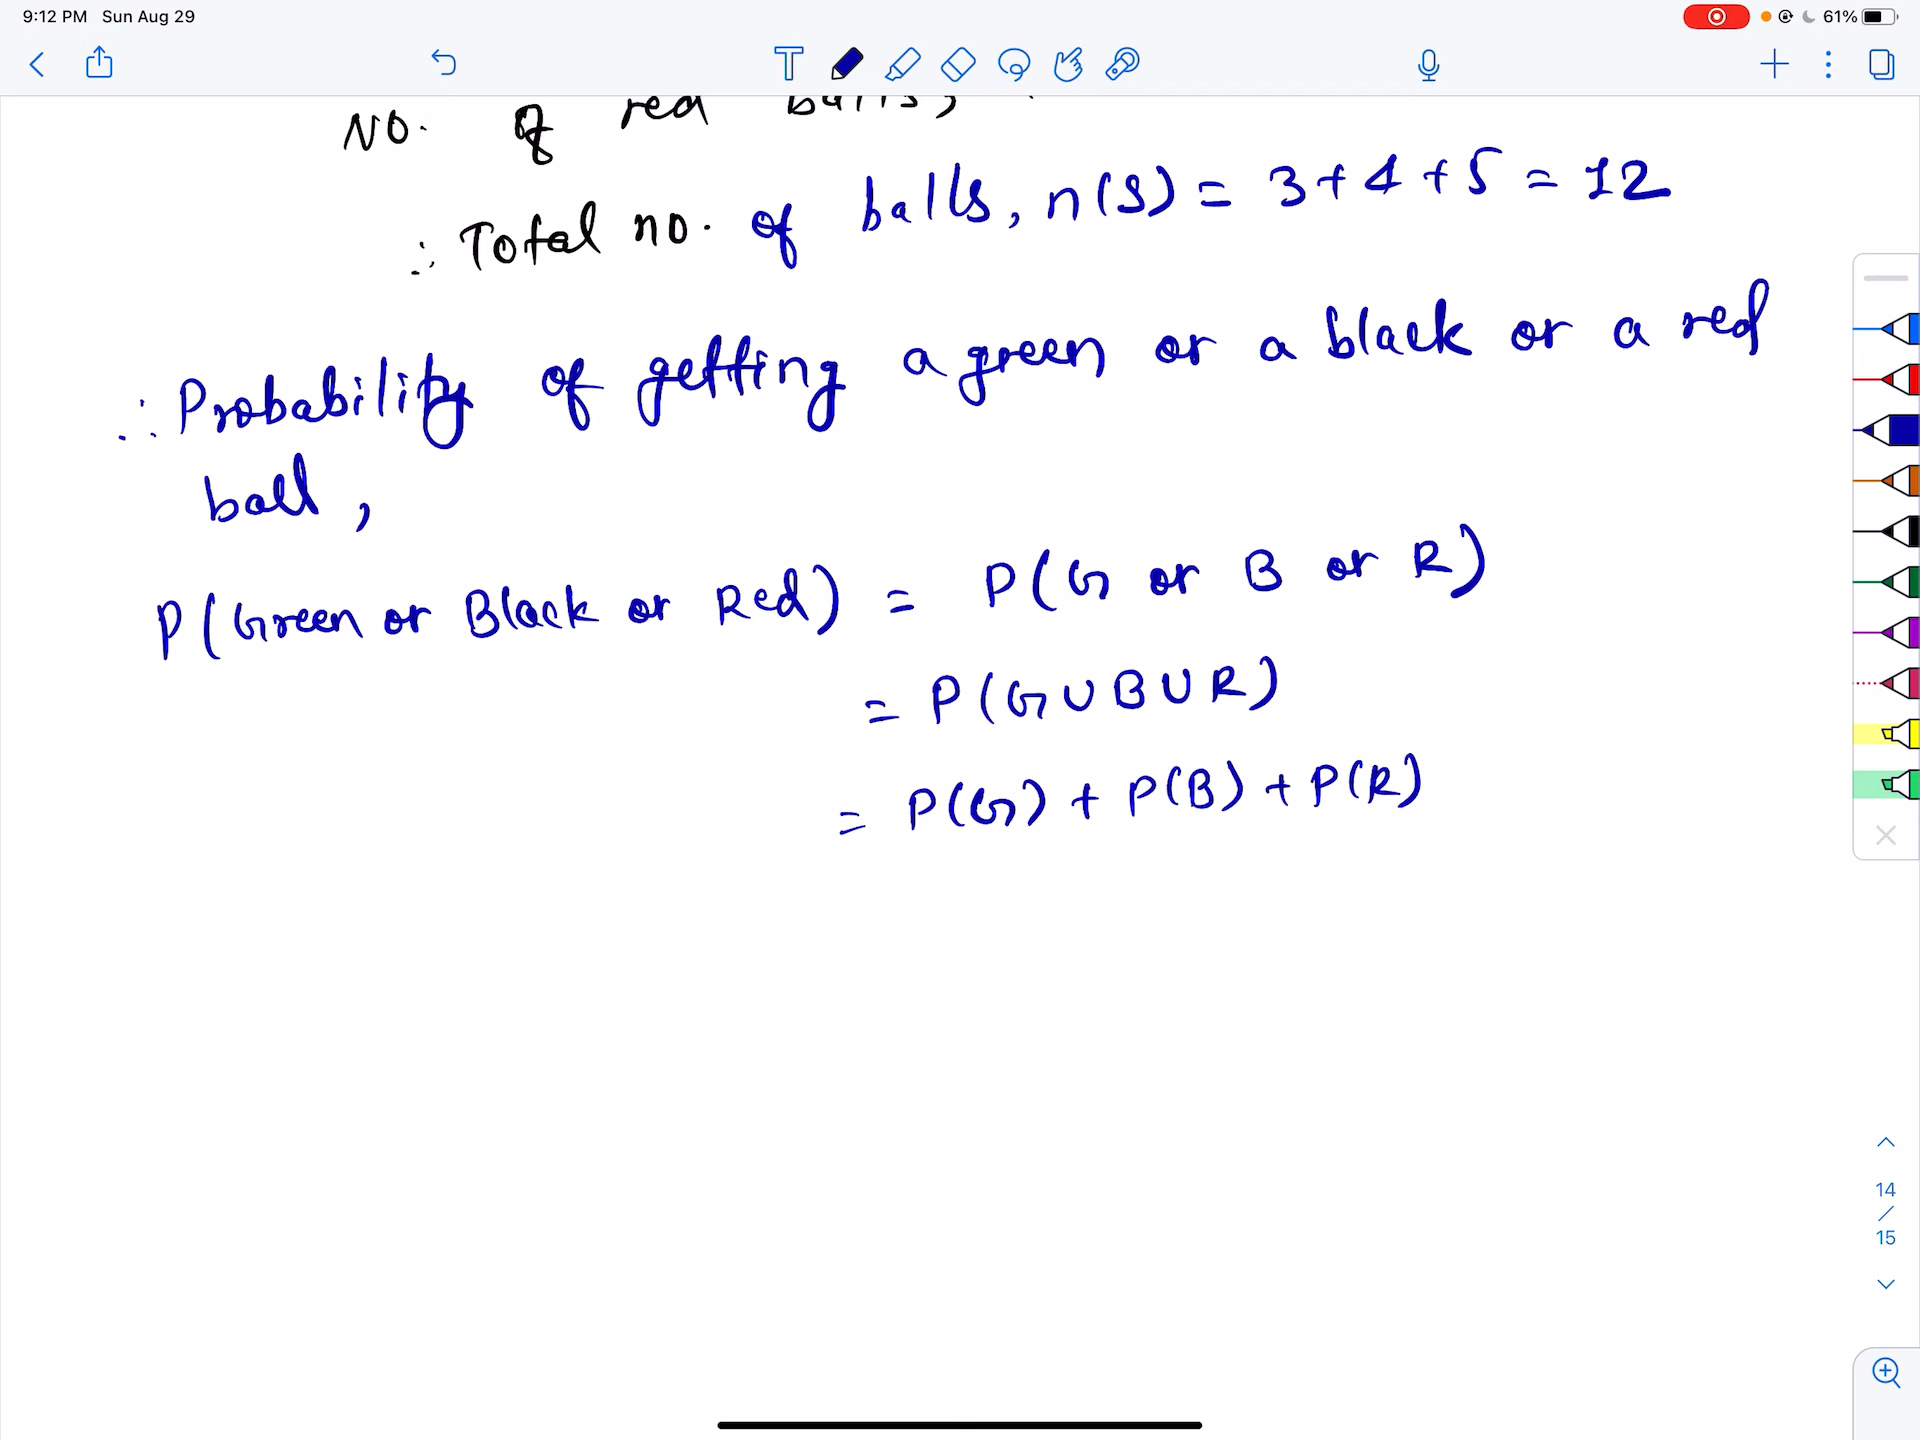 9:12 PM Sun Aug 29
61%
No. of red balls,
∴ Total no. of balls, n(S) = 3+4+5 = 12
∴ Probability of getting a green or a black or a red
ball,
P(Green or Black or Red) = P(G or B or R)
= P(G∪B∪R)
= P(G) + P(B) + P(R)
14
/
15